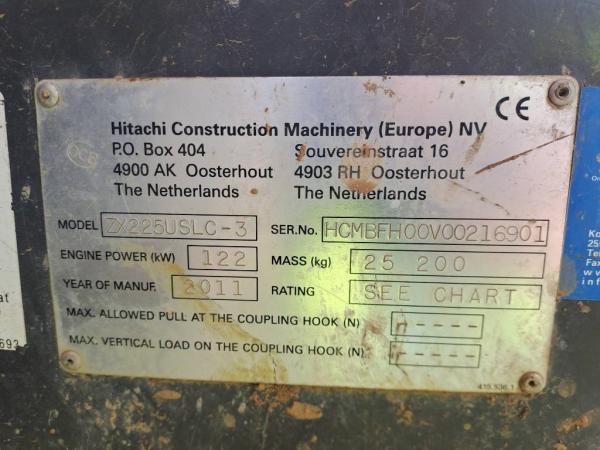 CE
Hitachi Construction Machinery (Europe) NV
P.O. Box 404 Souvereinstraat 16
4900 AK Oosterhout 4903 RH Oosterhout
The Netherlands The Netherlands
MODEL ZX225USLC-3 SER.No. HCMBFH00V00216901
ENGINE POWER (kW) 122 MASS (kg) 25 200
YEAR OF MANUF. 2011 RATING SEE CHART
MAX. ALLOWED PULL AT THE COUPLING HOOK (N) -----
MAX. VERTICAL LOAD ON THE COUPLING HOOK (N) -----